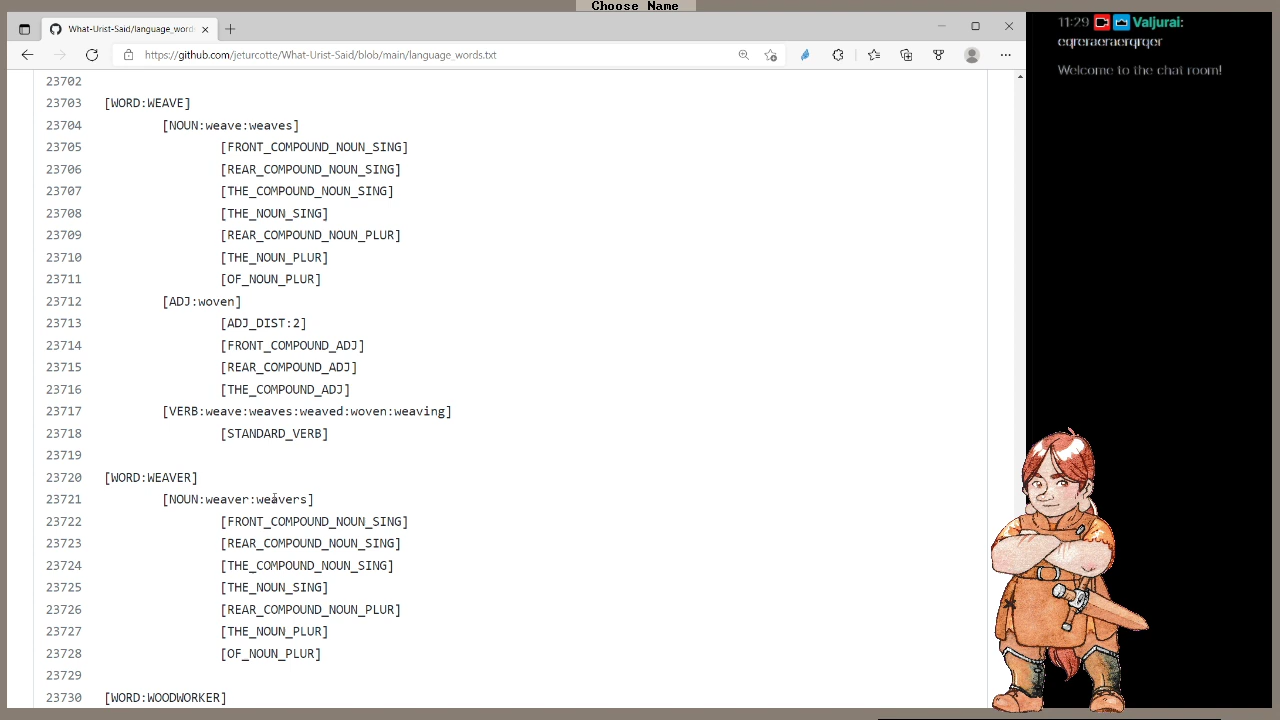 Choose Name
What-Urist-Said/language_word
https://github.com/jeturcotte/What-Urist-Said/blob/main/language_words.txt
23702
23703 [WORD:WEAVE]
23704 [NOUN:weave:weaves]
23705 [FRONT_COMPOUND_NOUN_SING]
23706 [REAR_COMPOUND_NOUN_SING]
23707 [THE_COMPOUND_NOUN_SING]
23708 [THE_NOUN_SING]
23709 [REAR_COMPOUND_NOUN_PLUR]
23710 [THE_NOUN_PLUR]
23711 [OF_NOUN_PLUR]
23712 [ADJ:woven]
23713 [ADJ_DIST:2]
23714 [FRONT_COMPOUND_ADJ]
23715 [REAR_COMPOUND_ADJ]
23716 [THE_COMPOUND_ADJ]
23717 [VERB:weave:weaves:weaved:woven:weaving]
23718 [STANDARD_VERB]
23719
23720 [WORD:WEAVER]
23721 [NOUN:weaver:weavers]
23722 [FRONT_COMPOUND_NOUN_SING]
23723 [REAR_COMPOUND_NOUN_SING]
23724 [THE_COMPOUND_NOUN_SING]
23725 [THE_NOUN_SING]
23726 [REAR_COMPOUND_NOUN_PLUR]
23727 [THE_NOUN_PLUR]
23728 [OF_NOUN_PLUR]
23729
23730 [WORD:WOODWORKER]
11:29 Valjurai:
Welcome to the chat room!